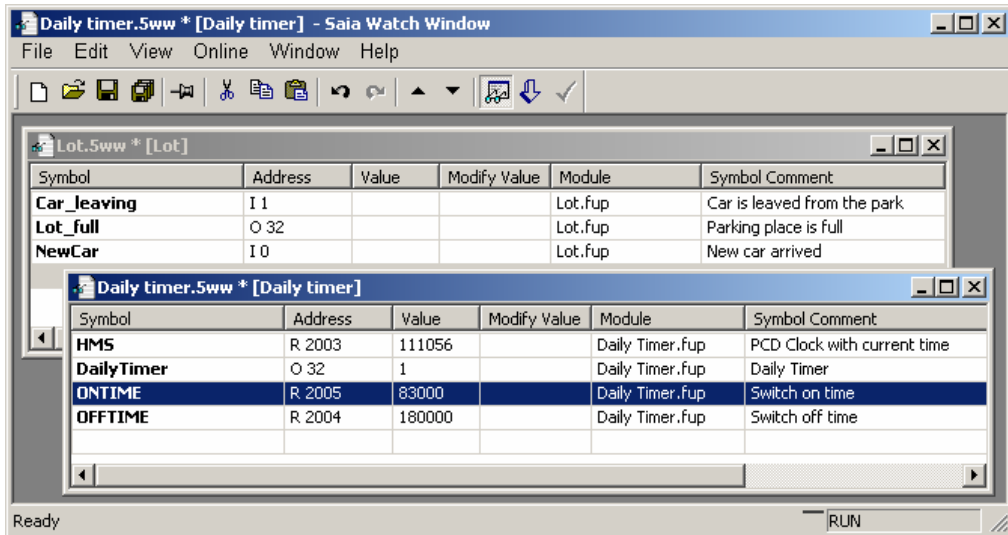 Daily timer.5ww * [Daily timer] - Saia Watch Window
File Edit View Online Window Help
Lot.5ww * [Lot]
Symbol Address Value Modify Value Module Symbol Comment
Car_leaving I 1 Lot.fup Car is leaved from the park
Lot_full O 32 Lot.fup Parking place is full
NewCar I 0 Lot.fup New car arrived
Daily timer.5ww * [Daily timer]
Symbol Address Value Modify Value Module Symbol Comment
HMS R 2003 111056 Daily Timer.fup PCD Clock with current time
DailyTimer O 32 1 Daily Timer.fup Daily Timer
ONTIME R 2005 83000 Daily Timer.fup Switch on time
OFFTIME R 2004 180000 Daily Timer.fup Switch off time
Ready RUN